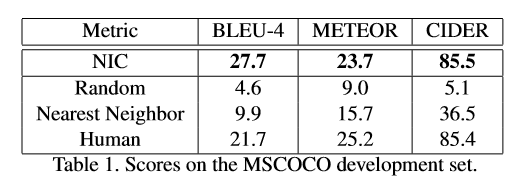 Metric BLEU-4 METEOR CIDER
NIC 27.7 23.7 85.5
Random 4.6 9.0 5.1
Nearest Neighbor 9.9 15.7 36.5
Human 21.7 25.2 85.4
Table 1. Scores on the MSCOCO development set.